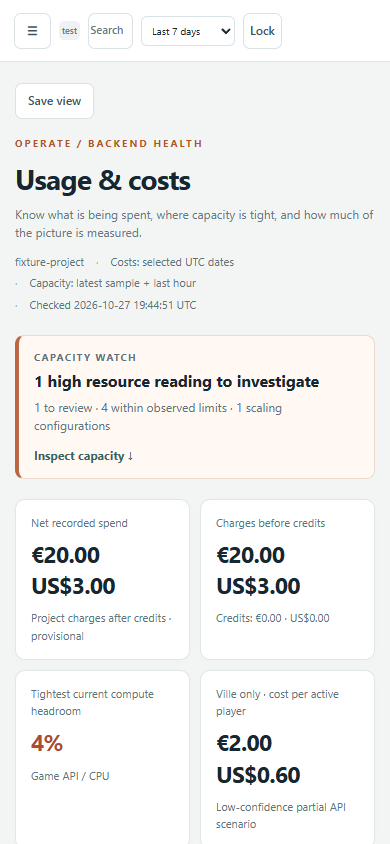 ☰ test Search Last 7 days Lock
Save view
OPERATE / BACKEND HEALTH
Usage & costs
Know what is being spent, where capacity is tight, and how much of
the picture is measured.
fixture-project · Costs: selected UTC dates
· Capacity: latest sample + last hour
· Checked 2026-10-27 19:44:51 UTC
CAPACITY WATCH
1 high resource reading to investigate
1 to review · 4 within observed limits · 1 scaling
configurations
Inspect capacity ↓
Net recorded spend
€20.00
US$3.00
Project charges after credits ·
provisional
Charges before credits
€20.00
US$3.00
Credits: €0.00 · US$0.00
Tightest current compute
headroom
4%
Game API / CPU
Ville only · cost per active
player
€2.00
US$0.60
Low-confidence partial API
scenario